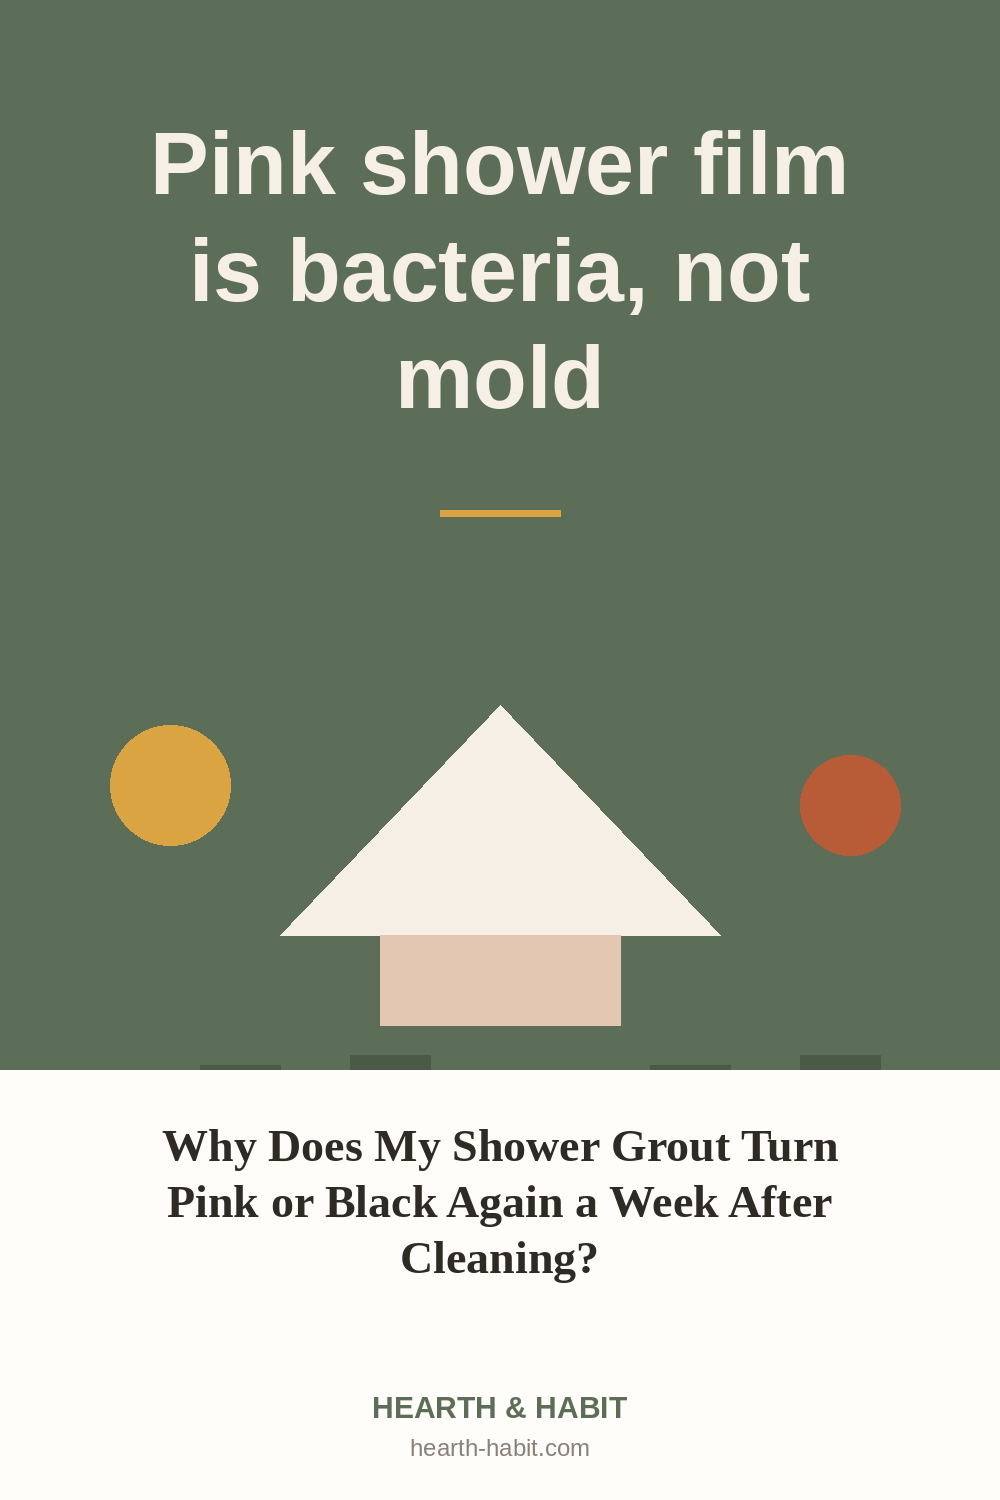 Pink shower film
is bacteria, not
mold
Why Does My Shower Grout Turn
Pink or Black Again a Week After
Cleaning?
HEARTH & HABIT
hearth-habit.com